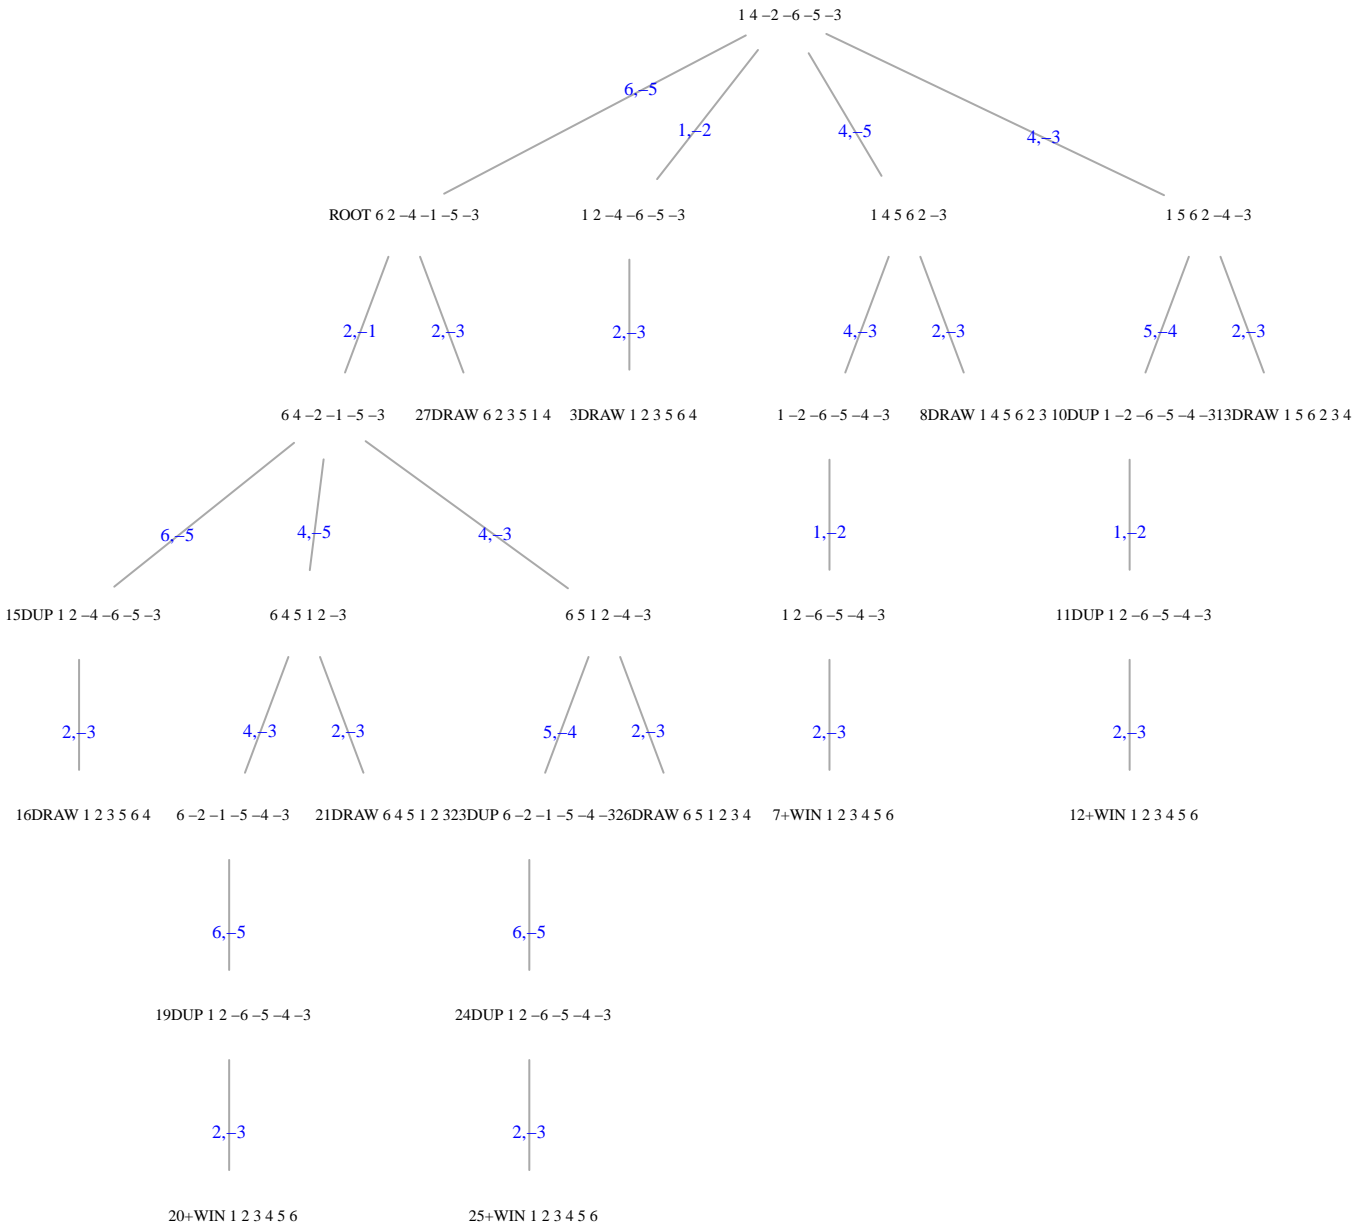 1 4 −2 −6 −5 −3
6,−5
1,−2
4,−5
4,−3
ROOT 6 2 −4 −1 −5 −3
1 2 −4 −6 −5 −3
1 4 5 6 2 −3
1 5 6 2 −4 −3
2,−1
2,−3
2,−3
4,−3
2,−3
5,−4
2,−3
6 4 −2 −1 −5 −3
27DRAW 6 2 3 5 1 4
3DRAW 1 2 3 5 6 4
1 −2 −6 −5 −4 −3
8DRAW 1 4 5 6 2 3
10DUP 1 −2 −6 −5 −4 −3
13DRAW 1 5 6 2 3 4
6,−5
4,−5
4,−3
1,−2
1,−2
15DUP 1 2 −4 −6 −5 −3
6 4 5 1 2 −3
6 5 1 2 −4 −3
1 2 −6 −5 −4 −3
11DUP 1 2 −6 −5 −4 −3
2,−3
4,−3
2,−3
5,−4
2,−3
2,−3
2,−3
16DRAW 1 2 3 5 6 4
6 −2 −1 −5 −4 −3
21DRAW 6 4 5 1 2 3
23DUP 6 −2 −1 −5 −4 −3
26DRAW 6 5 1 2 3 4
7+WIN 1 2 3 4 5 6
12+WIN 1 2 3 4 5 6
6,−5
6,−5
19DUP 1 2 −6 −5 −4 −3
24DUP 1 2 −6 −5 −4 −3
2,−3
2,−3
20+WIN 1 2 3 4 5 6
25+WIN 1 2 3 4 5 6